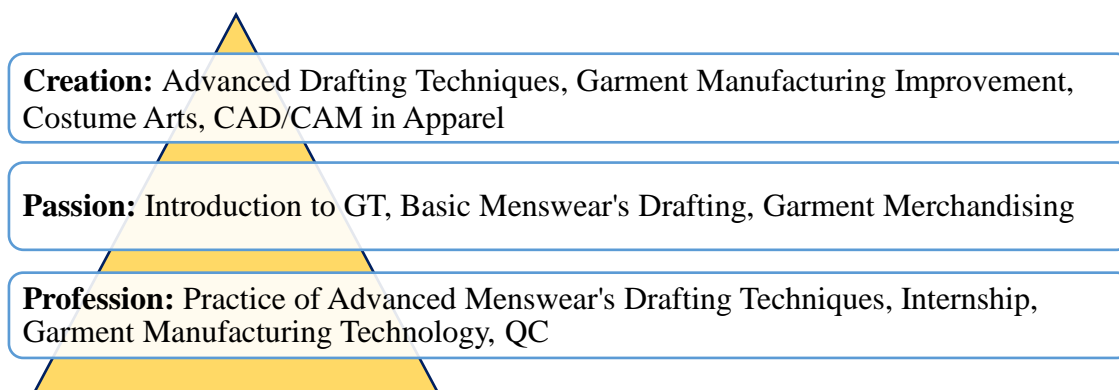 Creation: Advanced Drafting Techniques, Garment Manufacturing Improvement,
Costume Arts, CAD/CAM in Apparel
Passion: Introduction to GT, Basic Menswear's Drafting, Garment Merchandising
Profession: Practice of Advanced Menswear's Drafting Techniques, Internship,
Garment Manufacturing Technology, QC